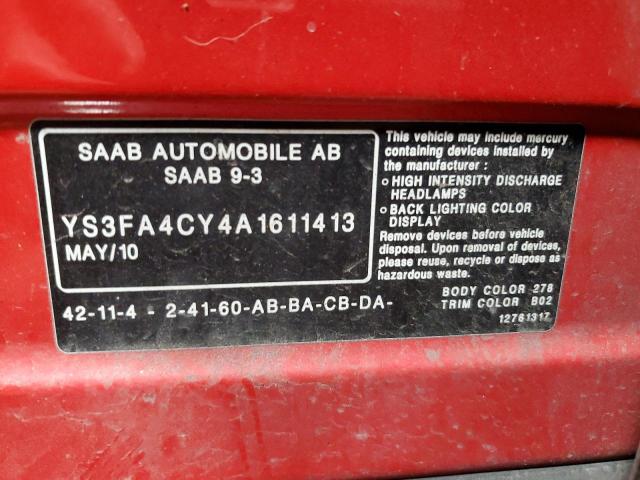 SAAB AUTOMOBILE AB
SAAB 9-3
YS3FA4CY4A1611413
MAY/10
42-11-4 - 2-41-60-AB-BA-CB-DA-
This vehicle may include mercury
containing devices installed by
the manufacturer :
o HIGH INTENSITY DISCHARGE
HEADLAMPS
o BACK LIGHTING COLOR
DISPLAY
Remove devices before vehicle
disposal. Upon removal of devices,
please reuse, recycle or dispose as
hazardous waste.
BODY COLOR 278
TRIM COLOR B02
12761317